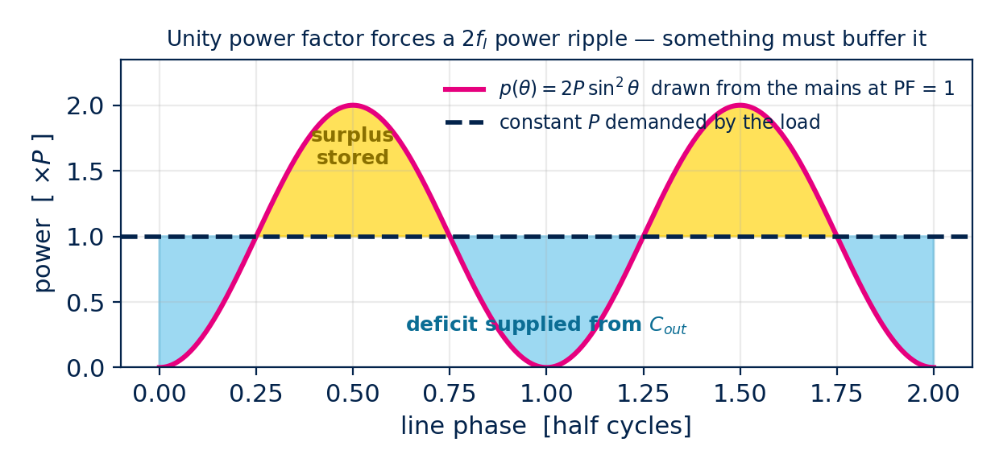 Unity power factor forces a 2f_l power ripple — something must buffer it
p(θ) = 2P sin² θ drawn from the mains at PF = 1
constant P demanded by the load
surplus
stored
deficit supplied from C_out
power [ ×P ]
2.0
1.5
1.0
0.5
0.0
0.00 0.25 0.50 0.75 1.00 1.25 1.50 1.75 2.00
line phase [half cycles]